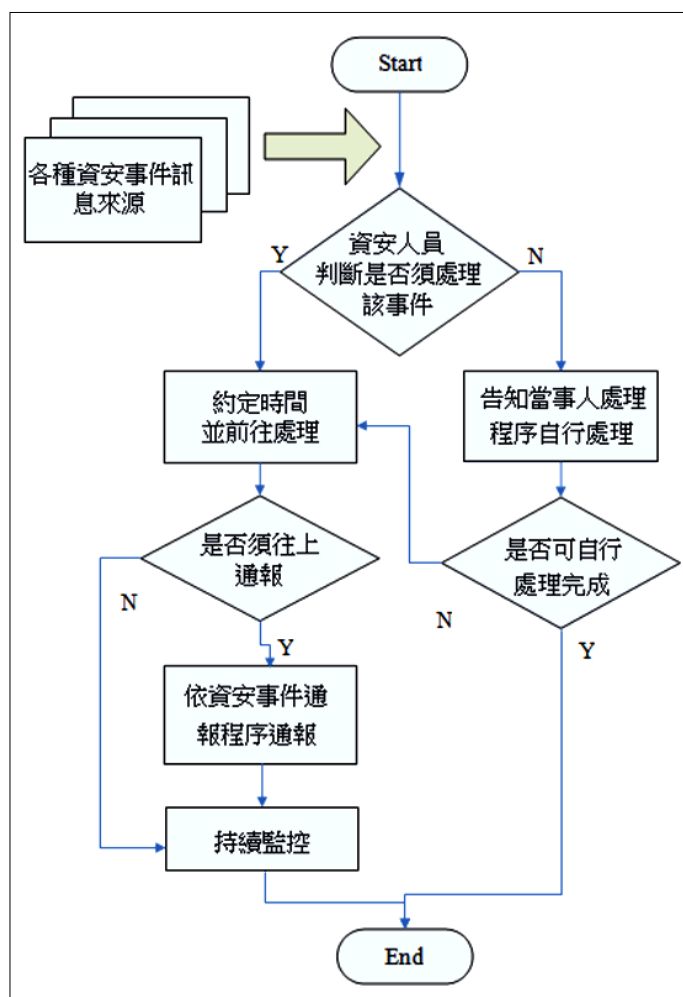 Start
各種資安事件訊
息來源
資安人員
判斷是否須處理
該事件
Y
N
約定時間
並前往處理
告知當事人處理
程序自行處理
是否須往上
通報
是否可自行
處理完成
N
Y
N
Y
依資安事件通
報程序通報
持續監控
End